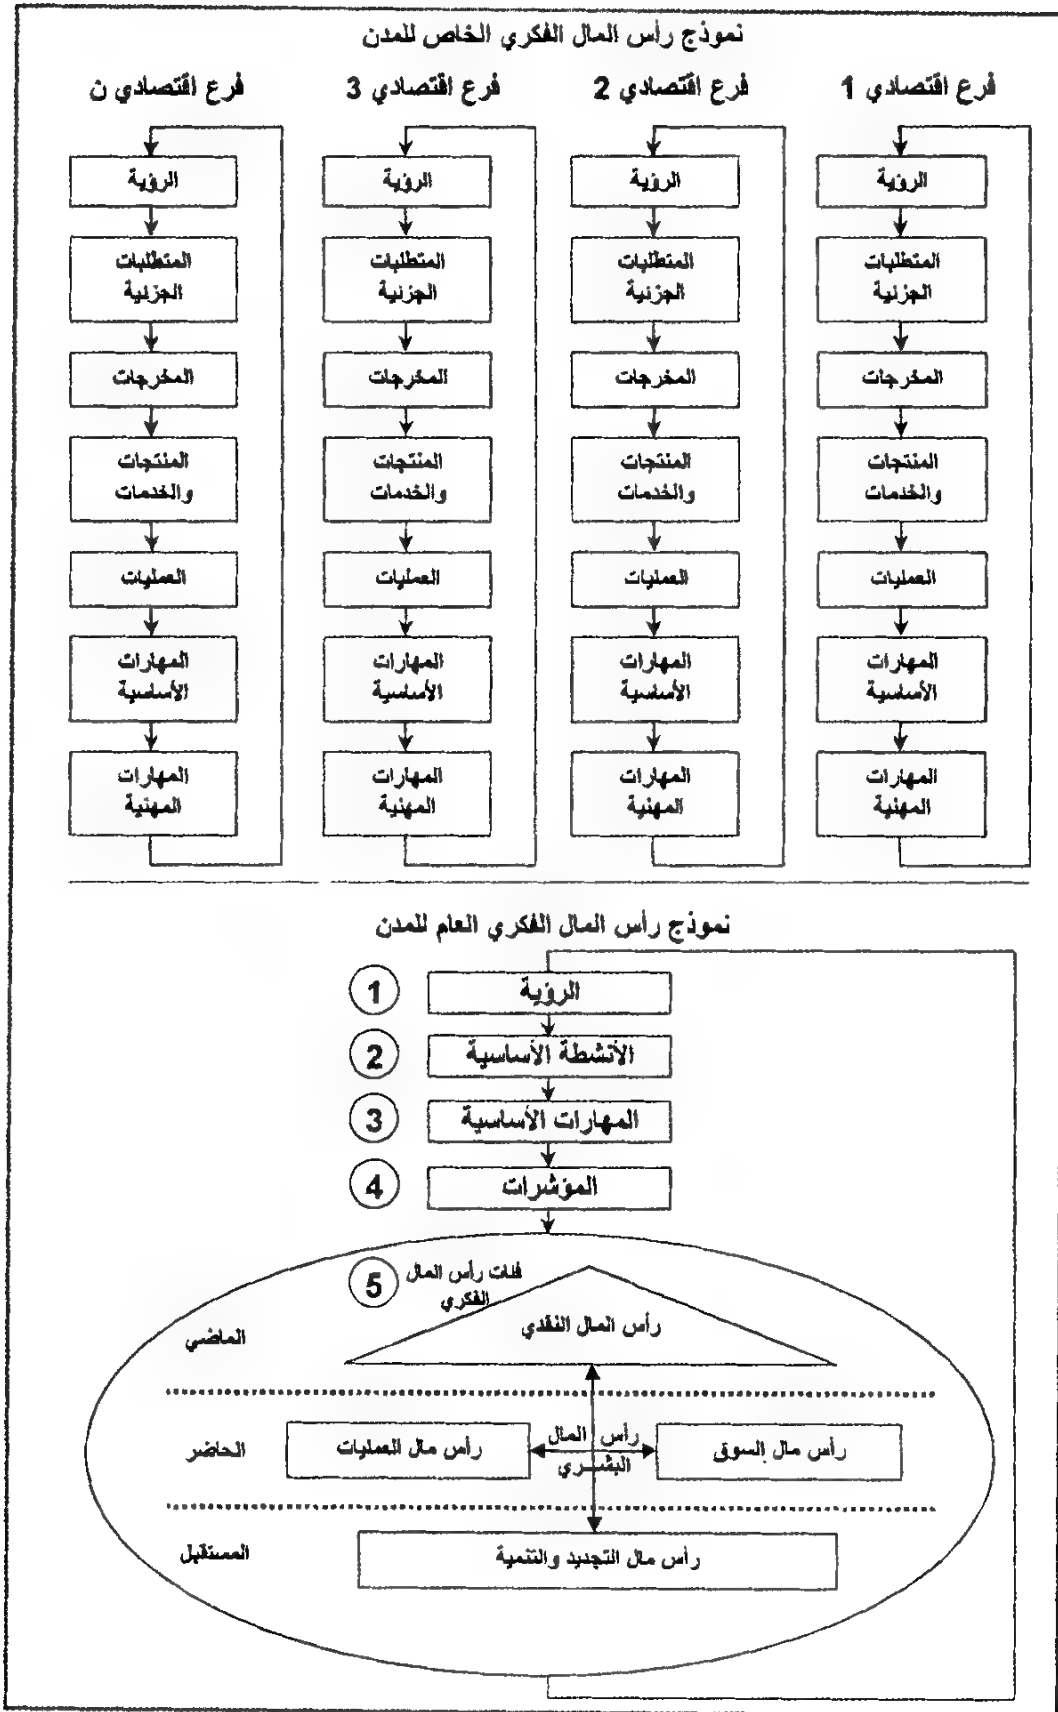 نموذج رأس المال الفكري الخاص للمدن
فرع اقتصادي 1
فرع اقتصادي 2
فرع اقتصادي 3
فرع اقتصادي ن
الرؤية
الرؤية
الرؤية
الرؤية
المتطلبات
الجزئية
المتطلبات
الجزئية
المتطلبات
الجزئية
المتطلبات
الجزئية
المخرجات
المخرجات
المخرجات
المخرجات
المنتجات
والخدمات
المنتجات
والخدمات
المنتجات
والخدمات
المنتجات
والخدمات
العمليات
العمليات
العمليات
العمليات
المهارات
الأساسية
المهارات
الأساسية
المهارات
الأساسية
المهارات
الأساسية
المهارات
المهنية
المهارات
المهنية
المهارات
المهنية
المهارات
المهنية
نموذج رأس المال الفكري العام للمدن
1 الرؤية
2 الأنشطة الأساسية
3 المهارات الأساسية
4 المؤشرات
5 فئات رأس المال
الفكري
رأس المال النقدي
الماضي
رأس مال السوق
رأس المال
البشري
رأس مال العمليات
الحاضر
رأس مال التجديد والتنمية
المستقبل